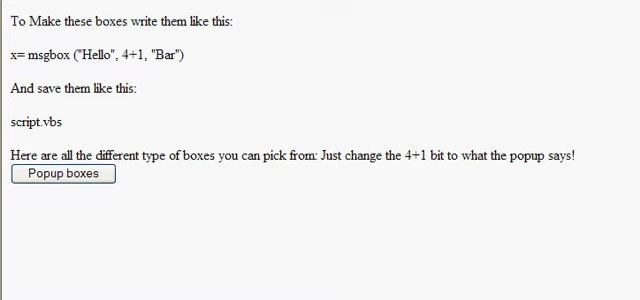 To Make these boxes write them like this:
x= msgbox ("Hello", 4+1, "Bar")
And save them like this:
script.vbs
Here are all the different type of boxes you can pick from: Just change the 4+1 bit to what the popup says!
Popup boxes